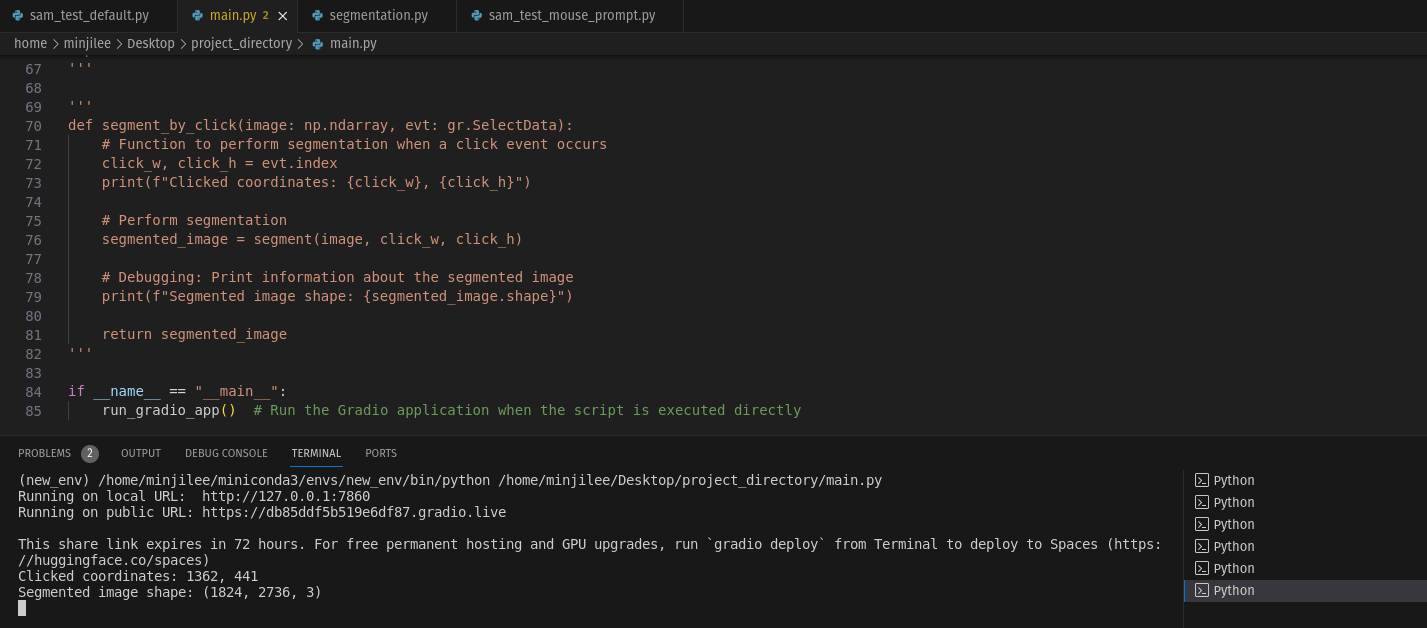 sam_test_default.py
main.py 2
segmentation.py
sam_test_mouse_prompt.py
home > minjilee > Desktop > project_directory > main.py
67 '''
68
69 '''
70 def segment_by_click(image: np.ndarray, evt: gr.SelectData):
71 # Function to perform segmentation when a click event occurs
72 click_w, click_h = evt.index
73 print(f"Clicked coordinates: {click_w}, {click_h}")
74
75 # Perform segmentation
76 segmented_image = segment(image, click_w, click_h)
77
78 # Debugging: Print information about the segmented image
79 print(f"Segmented image shape: {segmented_image.shape}")
80
81 return segmented_image
82 '''
83
84 if __name__ == "__main__":
85 run_gradio_app() # Run the Gradio application when the script is executed directly
PROBLEMS 2 OUTPUT DEBUG CONSOLE TERMINAL PORTS
(new_env) /home/minjilee/miniconda3/envs/new_env/bin/python /home/minjilee/Desktop/project_directory/main.py
Running on local URL:  http://127.0.0.1:7860
Running on public URL: https://db85ddf5b519e6df87.gradio.live
This share link expires in 72 hours. For free permanent hosting and GPU upgrades, run `gradio deploy` from Terminal to deploy to Spaces (https:
//huggingface.co/spaces)
Clicked coordinates: 1362, 441
Segmented image shape: (1824, 2736, 3)
Python
Python
Python
Python
Python
Python